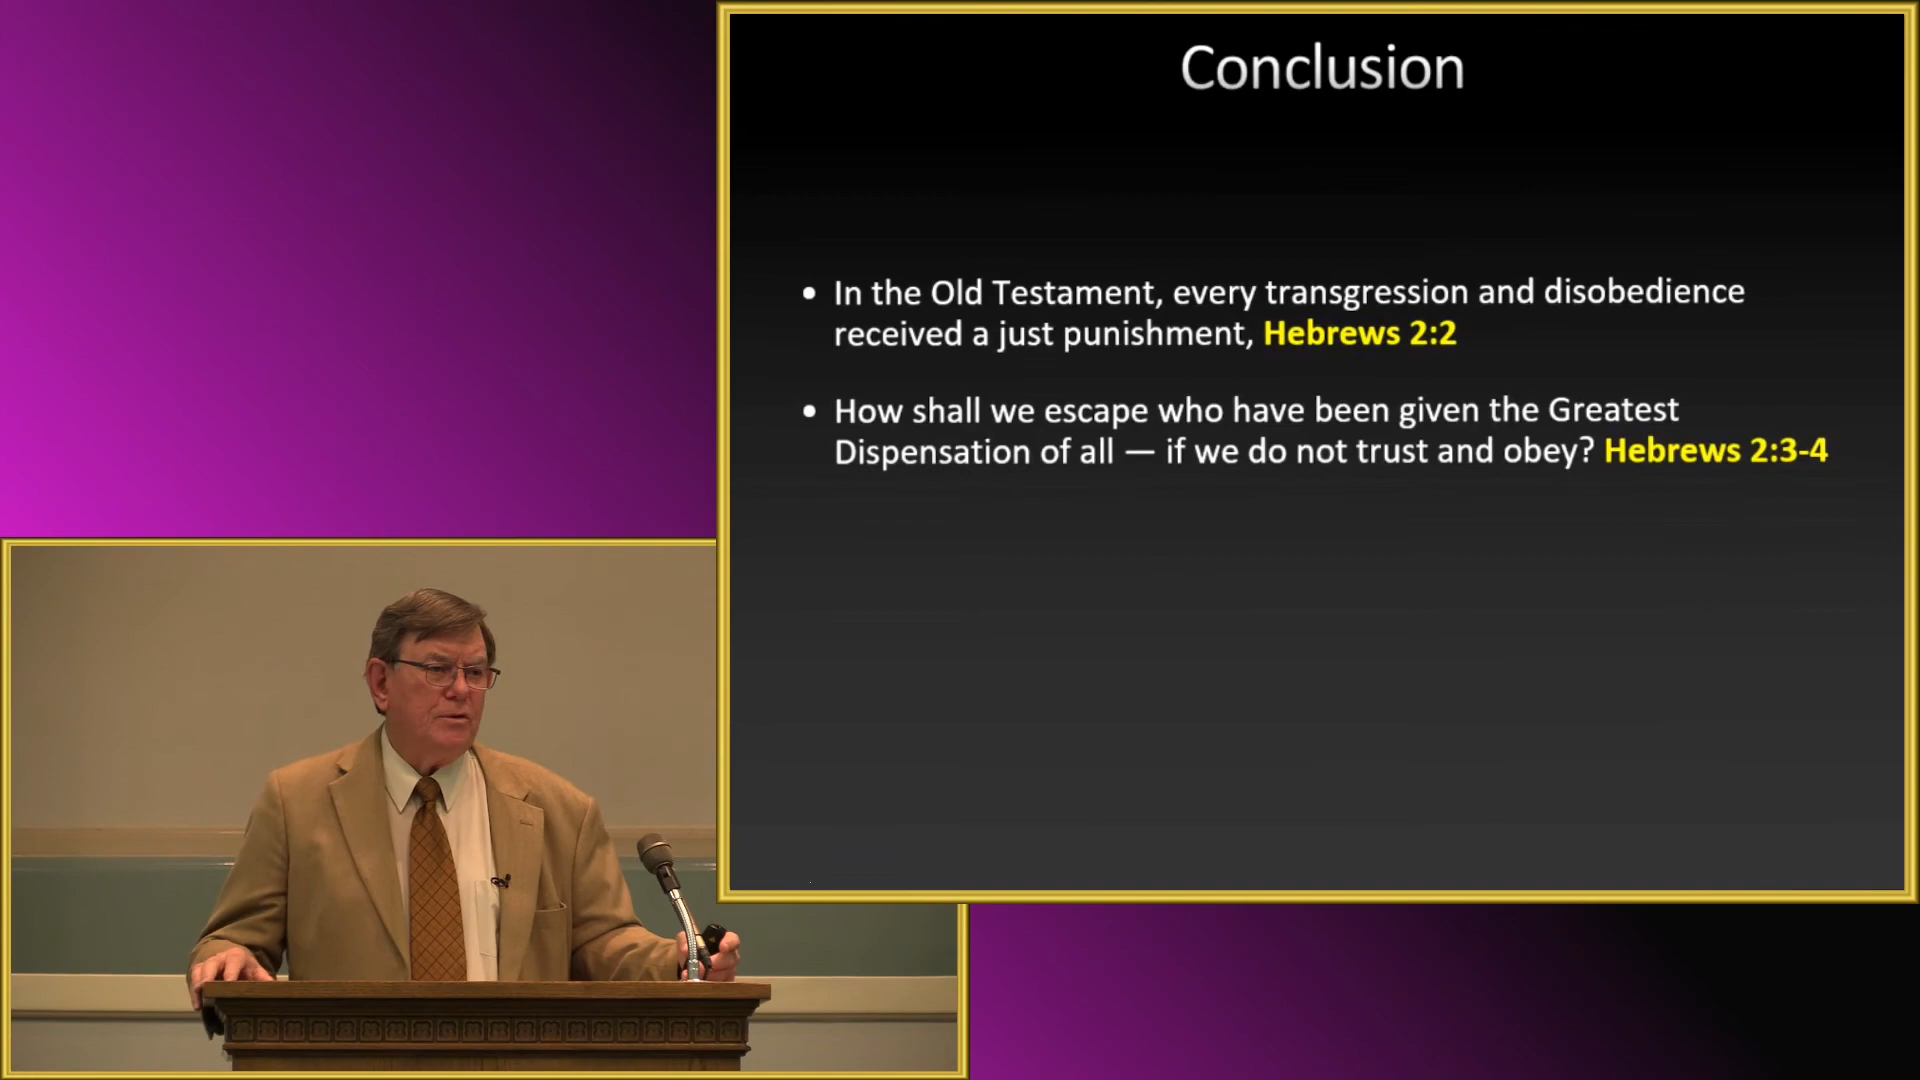 Conclusion
• In the Old Testament, every transgression and disobedience
received a just punishment, Hebrews 2:2
• How shall we escape who have been given the Greatest
Dispensation of all — if we do not trust and obey? Hebrews 2:3-4